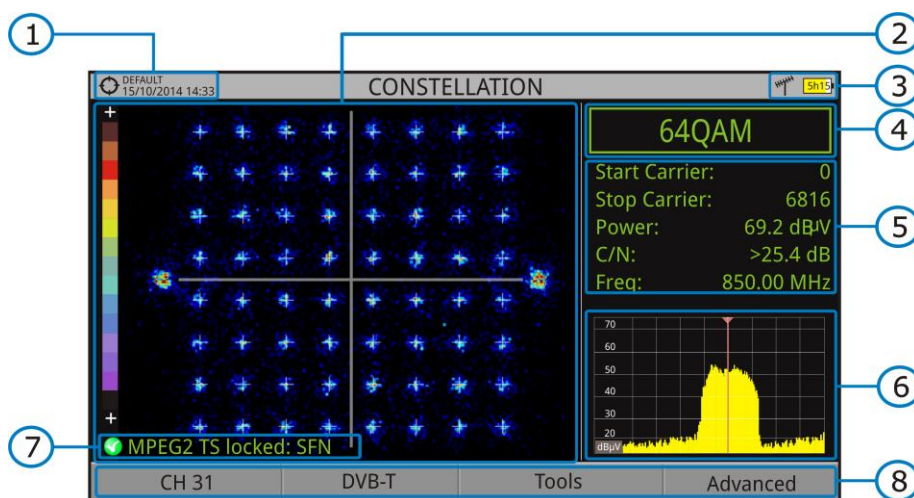 1
2
3
4
5
6
7
8
DEFAULT
15/10/2014 14:33
CONSTELLATION
5h15
+
+
64QAM
Start Carrier: 0
Stop Carrier: 6816
Power: 69.2 dBµV
C/N: >25.4 dB
Freq: 850.00 MHz
70
60
50
40
30
20
dBµV
MPEG2 TS locked: SFN
CH 31 DVB-T Tools Advanced